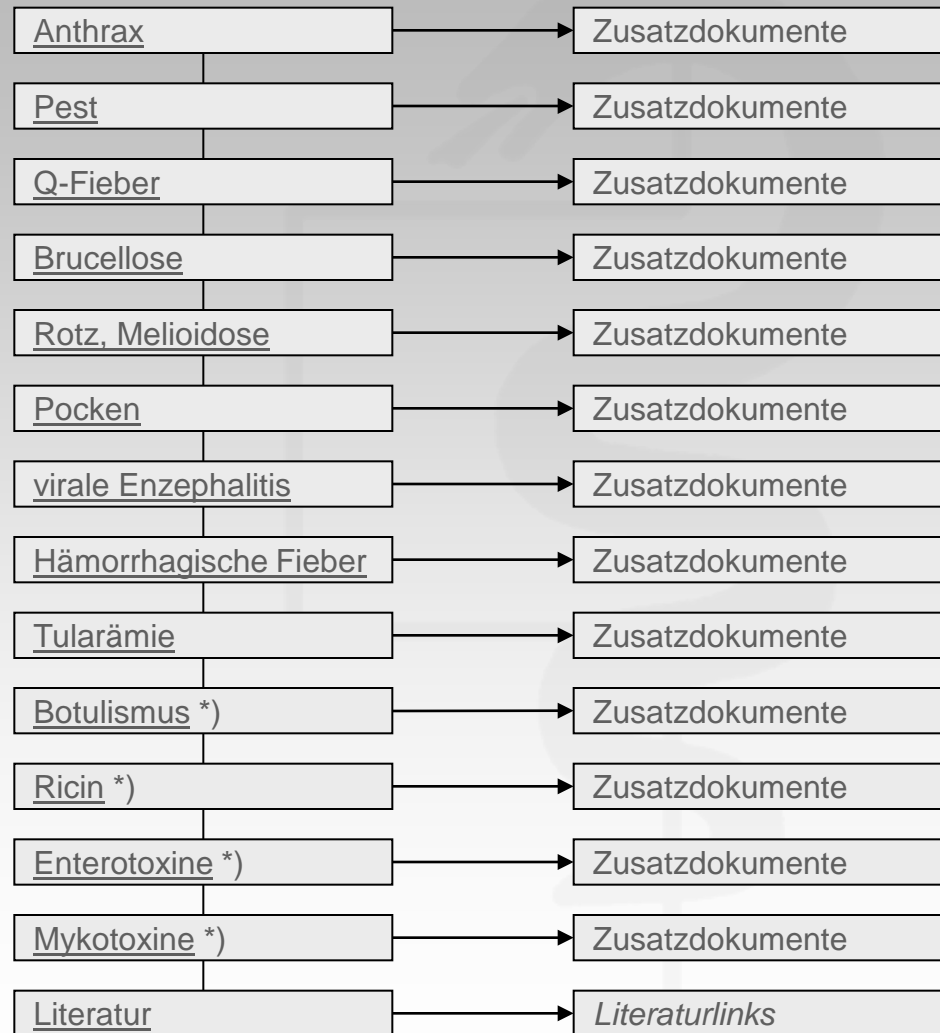 Anthrax Zusatzdokumente
Pest Zusatzdokumente
Q-Fieber Zusatzdokumente
Brucellose Zusatzdokumente
Rotz, Melioidose Zusatzdokumente
Pocken Zusatzdokumente
virale Enzephalitis Zusatzdokumente
Hämorrhagische Fieber Zusatzdokumente
Tularämie Zusatzdokumente
Botulismus *) Zusatzdokumente
Ricin *) Zusatzdokumente
Enterotoxine *) Zusatzdokumente
Mykotoxine *) Zusatzdokumente
Literatur Literaturlinks